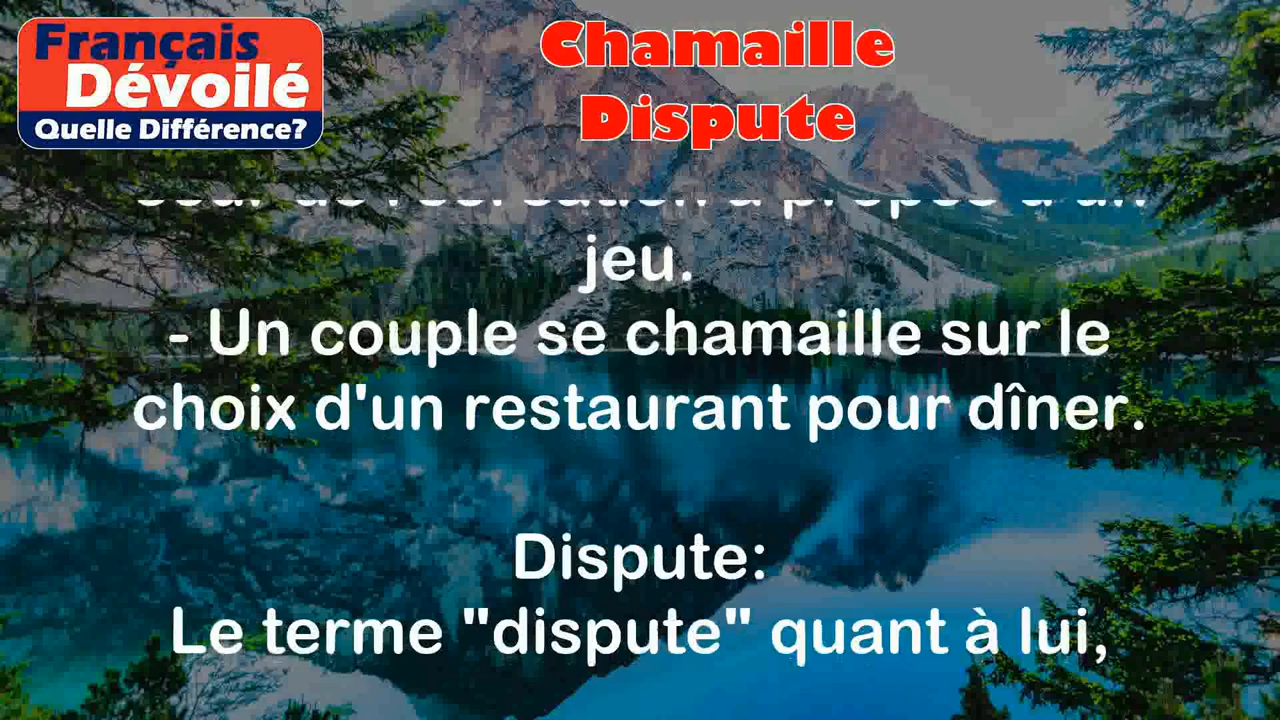 Français
Dévoilé
Quelle Différence?
Chamaille
Dispute
jeu.
- Un couple se chamaille sur le
choix d'un restaurant pour dîner.
Dispute:
Le terme "dispute" quant à lui,